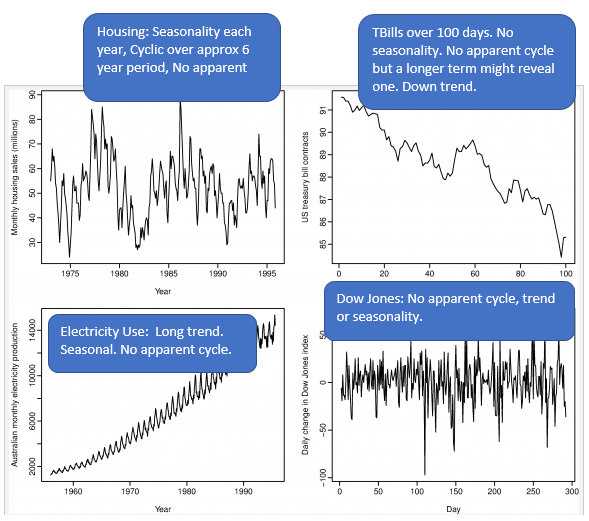 Housing: Seasonality each
year, Cyclic over approx 6
year period, No apparent
TBills over 100 days. No
seasonality. No apparent cycle
but a longer term might reveal
one. Down trend.
Monthly housing sales (millions)
90
80
70
60
50
40
30
1975
1980
1985
1990
1995
Year
US treasury bill contracts
91
90
89
88
87
86
85
0
20
40
60
80
100
Electricity Use: Long trend.
Seasonal. No apparent cycle.
Australian monthly electricity production
14000
10000
6000
2000
1960
1970
1980
1990
Year
Dow Jones: No apparent cycle, trend
or seasonality.
Daily change in Dow Jones index
0
−50
−100
0
50
100
150
200
250
300
Day